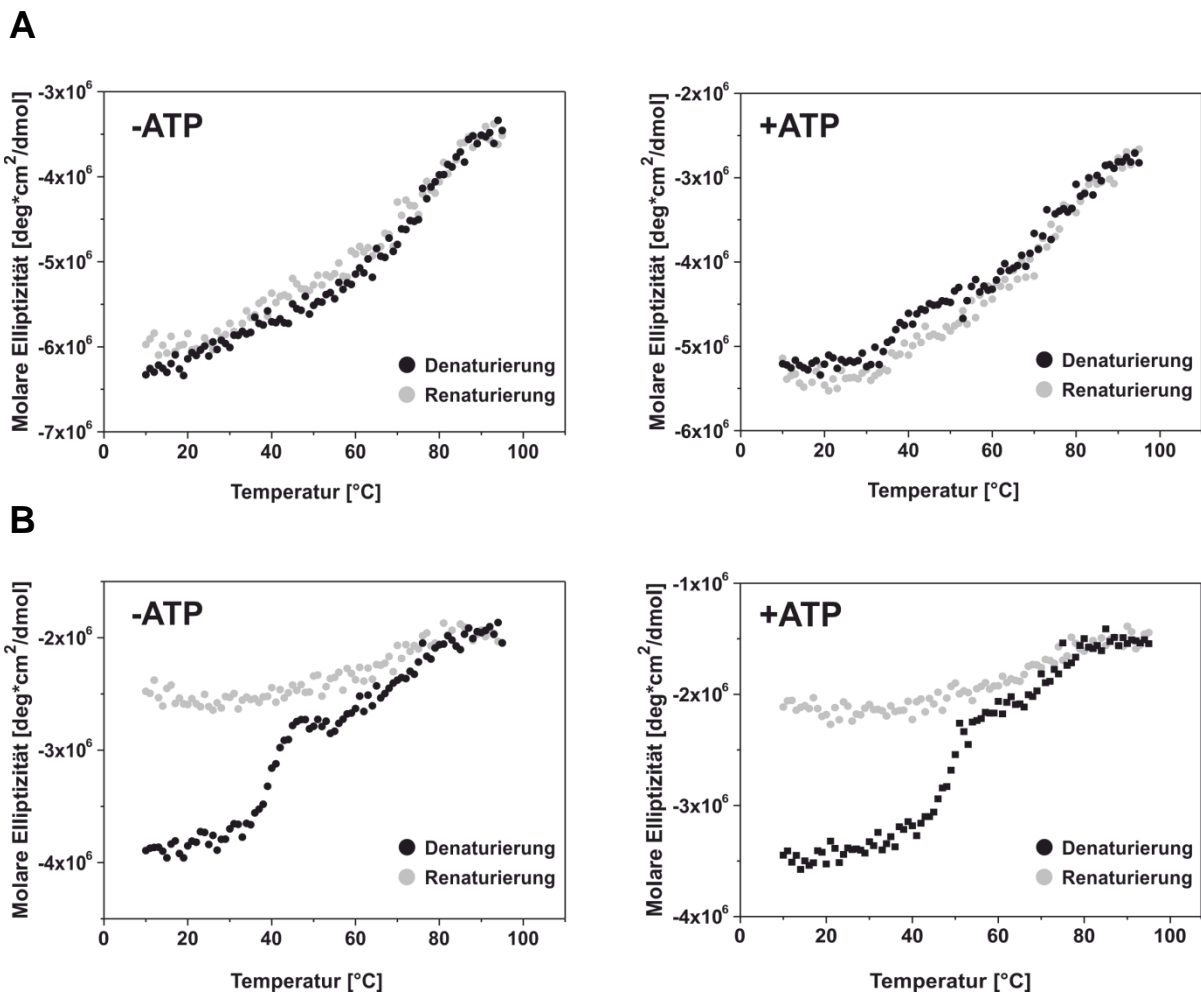 A
-ATP
-3x10⁶
-4x10⁶
-5x10⁶
-6x10⁶
-7x10⁶
Molare Elliptizität [deg*cm²/dmol]
Denaturierung
Renaturierung
0 20 40 60 80 100
Temperatur [°C]
+ATP
-2x10⁶
-3x10⁶
-4x10⁶
-5x10⁶
-6x10⁶
Molare Elliptizität [deg*cm²/dmol]
Denaturierung
Renaturierung
0 20 40 60 80 100
Temperatur [°C]
B
-ATP
-2x10⁶
-3x10⁶
-4x10⁶
Molare Elliptizität [deg*cm²/dmol]
Denaturierung
Renaturierung
0 20 40 60 80 100
Temperatur [°C]
+ATP
-1x10⁶
-2x10⁶
-3x10⁶
-4x10⁶
Molare Elliptizität [deg*cm²/dmol]
Denaturierung
Renaturierung
0 20 40 60 80 100
Temperatur [°C]